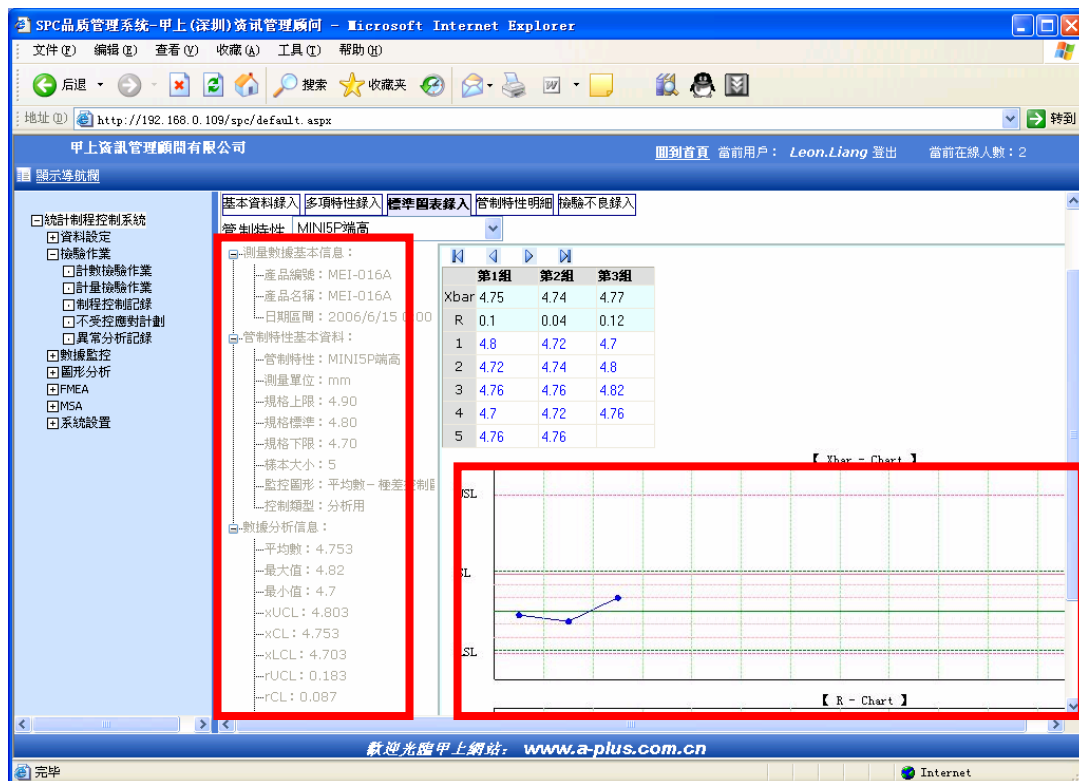 SPC品质管理系统-甲上(深圳)资讯管理顾问 - Microsoft Internet Explorer
文件(F) 编辑(E) 查看(V) 收藏(A) 工具(T) 帮助(H)
后退 搜索 收藏夹
地址(D) http://192.168.0.109/spc/default.aspx 转到
甲上資訊管理顧問有限公司
回到首頁 當前用戶： Leon.Liang 登出 當前在線人數：2
顯示導航欄
基本資料錄入 多項特性錄入 標準圖表錄入 管制特性明細 檢驗不良錄入
管制特性 MINI5P端高
統計制程控制系統
資料設定
檢驗作業
計數檢驗作業
計量檢驗作業
制程控制記錄
不受控應對計劃
異常分析記錄
數據監控
圖形分析
FMEA
MSA
系統設置
測量數據基本信息：
產品編號：MEI-016A
產品名稱：MEI-016A
日期區間：2006/6/15 0:00
管制特性基本資料：
管制特性：MINI5P端高
測量單位：mm
規格上限：4.90
規格標準：4.80
規格下限：4.70
樣本大小：5
監控圖形：平均數-極差控制
控制類型：分析用
數據分析信息：
平均數：4.753
最大值：4.82
最小值：4.7
xUCL：4.803
xCL：4.753
xLCL：4.703
rUCL：0.183
rCL：0.087
第1組 第2組 第3組
Xbar 4.75 4.74 4.77
R 0.1 0.04 0.12
1 4.8 4.72 4.7
2 4.72 4.74 4.8
3 4.76 4.76 4.82
4 4.7 4.72 4.76
5 4.76 4.76
【 Xbar - Chart 】
USL
SL
LSL
【 R - Chart 】
歡迎光臨甲上網站： www.a-plus.com.cn
完毕 Internet